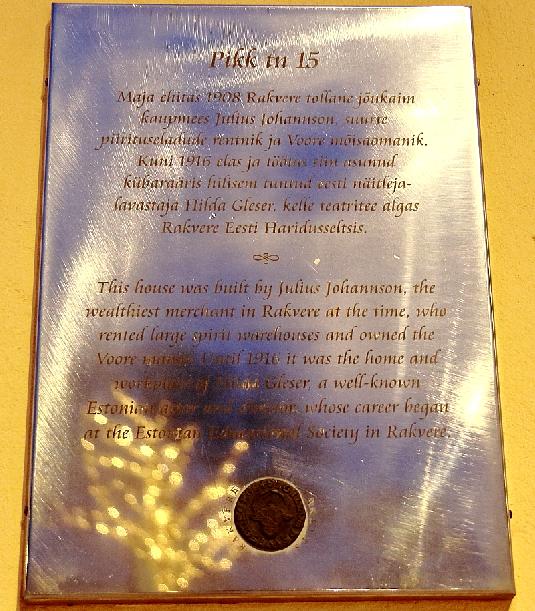 Pikk tn 15
Maja ehitas 1908 Rakvere tollane jõukaim
kaupmees Julius Johannson, suurte
piirituseladude rentnik ja Voore mõisaomanik.
Kuni 1916 elas ja töötas siin asunud
kübaraäris hilisem tuntud eesti näitleja-
lavastaja Hilda Gleser, kelle teatritee algas
Rakvere Eesti Haridusseltsis.
This house was built by Julius Johannson, the
wealthiest merchant in Rakvere at the time, who
rented large spirit warehouses and owned the
Voore manor. Until 1916 it was the home and
workplace of Hilda Gleser, a well-known
Estonian actor and director, whose career began
at the Estonian Educational Society in Rakvere.
RAKVERE